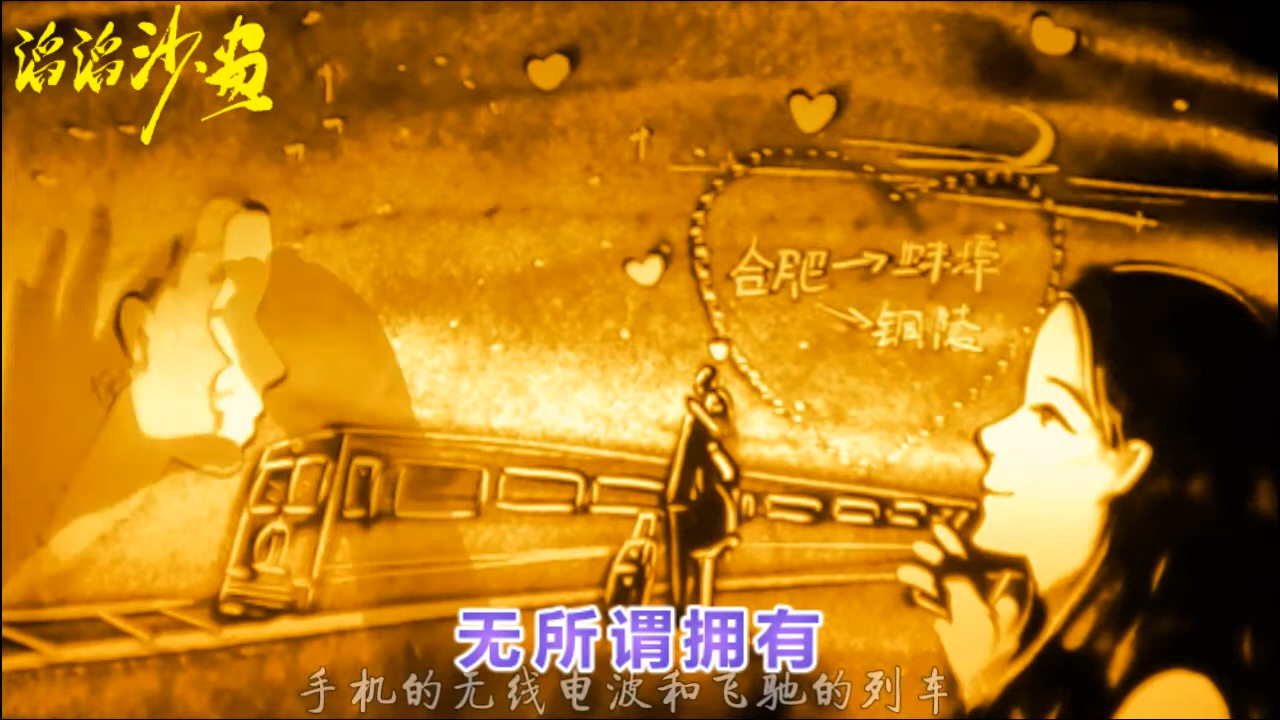 滔滔沙画
合肥→蚌埠
→铜陵
无所谓拥有
手机的无线电波和飞驰的列车